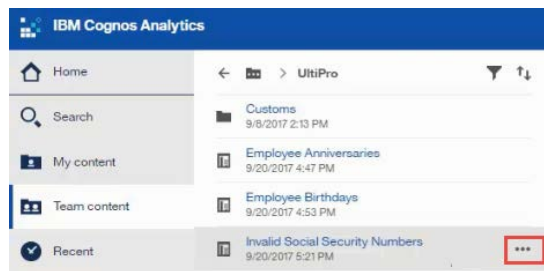 IBM Cognos Analytics
Home
Search
My content
Team content
Recent
UltiPro
Customs
9/8/2017 2:13 PM
Employee Anniversaries
9/20/2017 4:47 PM
Employee Birthdays
9/20/2017 4:53 PM
Invalid Social Security Numbers
9/20/2017 5:21 PM